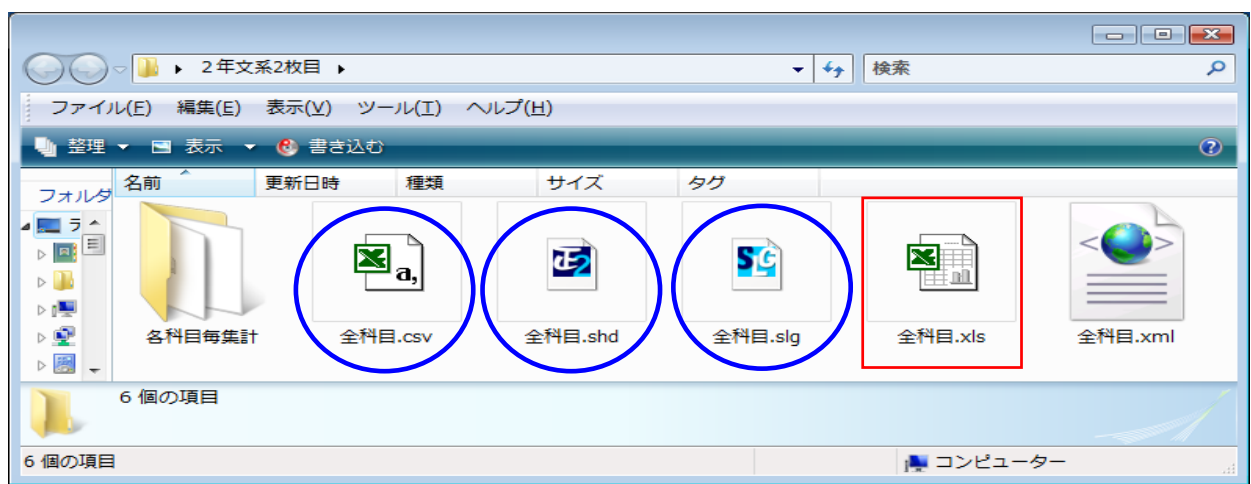 2年文系2枚目
検索
ファイル(F) 編集(E) 表示(V) ツール(T) ヘルプ(H)
整理 表示 書き込む
フォルダ
名前 更新日時 種類 サイズ タグ
ラ
a,
SLG
各科目毎集計 全科目.csv 全科目.shd 全科目.slg 全科目.xls 全科目.xml
6 個の項目
6 個の項目 コンピューター